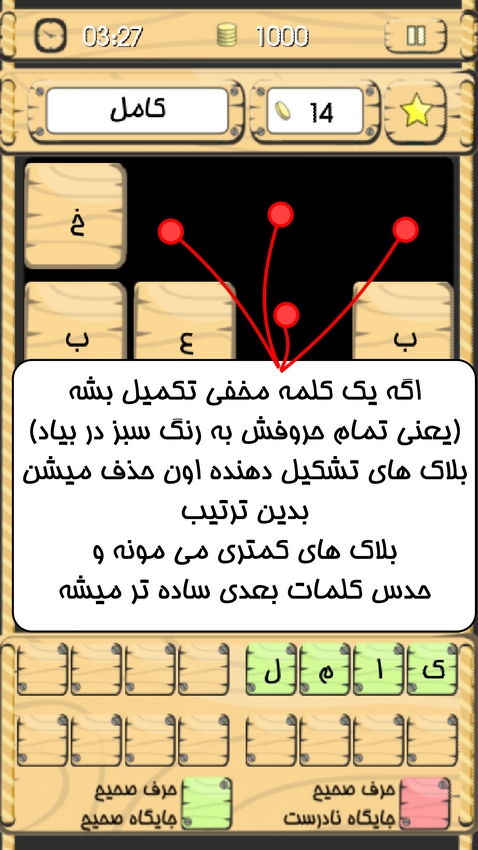 03:27
1000
کامل
14
خ
ب
ع
ب
اگه یک کلمه مخفی تکمیل بشه
(یعنی تمام حروفش به رنگ سبز در بیاد)
بلاک های تشکیل دهنده اون حذف میشن
بدین ترتیب
بلاک های کمتری می مونه و
حدس کلمات بعدی ساده تر میشه
ک ا م ل
حرف صحیح
جایگاه نادرست
حرف صحیح
جایگاه صحیح